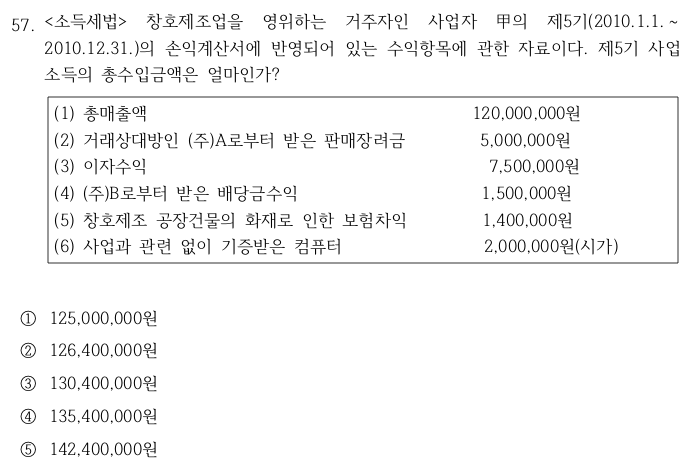 57. <소득세법> 창호제조업을 영위하는 거주자인 사업자 甲의 제5기(2010.1.1.~
2010.12.31.)의 손익계산서에 반영되어 있는 수익항목에 관한 자료이다. 제5기 사업
소득의 총수입금액은 얼마인가?
(1) 총매출액 120,000,000원
(2) 거래상대방인 (주)A로부터 받은 판매장려금 5,000,000원
(3) 이자수익 7,500,000원
(4) (주)B로부터 받은 배당금수익 1,500,000원
(5) 창호제조 공장건물의 화재로 인한 보험차익 1,400,000원
(6) 사업과 관련 없이 기증받은 컴퓨터 2,000,000원(시가)
① 125,000,000원
② 126,400,000원
③ 130,400,000원
④ 135,400,000원
⑤ 142,400,000원